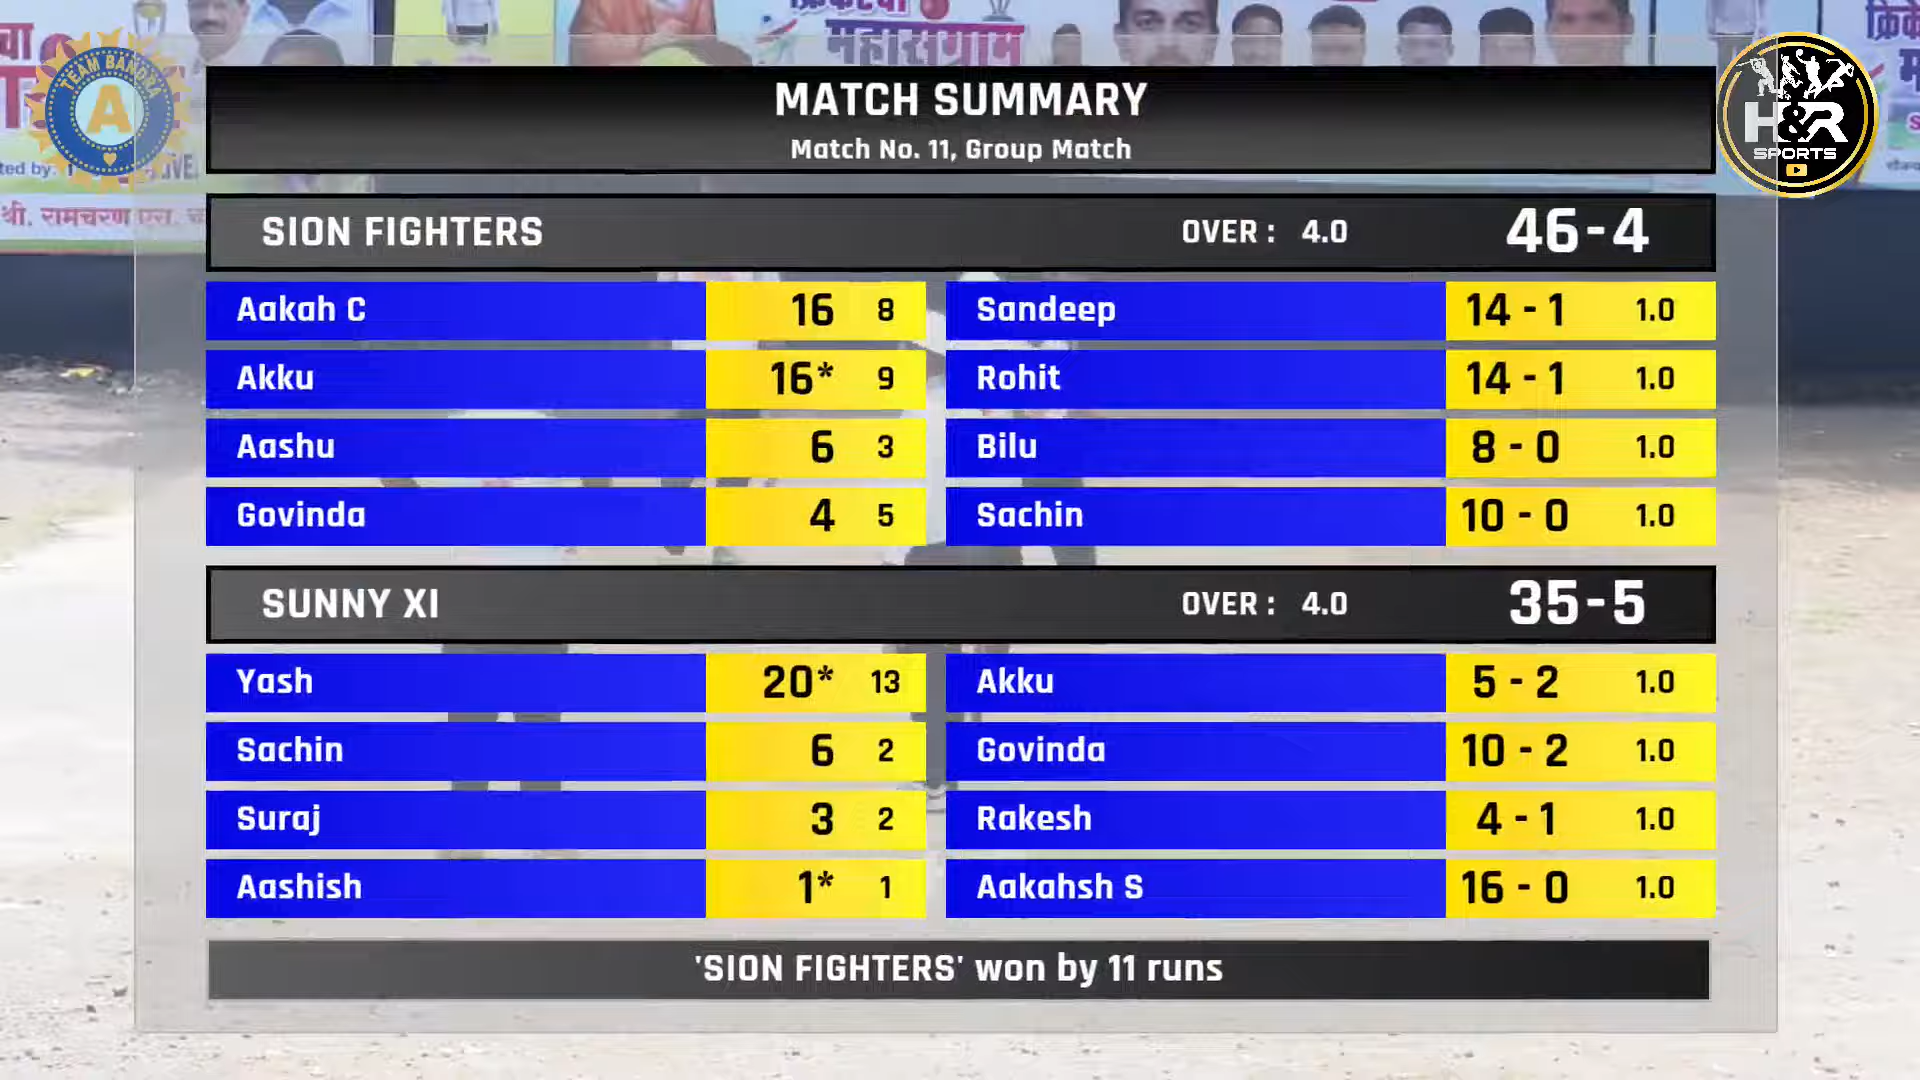 क्रिकेटचा
महासंग्राम
TEAM BANDRA
A
H&R
SPORTS
MATCH SUMMARY
Match No. 11, Group Match
श्री. रामचरण एस.
SION FIGHTERS OVER : 4.0 46-4
Aakah C 16 8 Sandeep 14 - 1 1.0
Akku 16* 9 Rohit 14 - 1 1.0
Aashu 6 3 Bilu 8 - 0 1.0
Govinda 4 5 Sachin 10 - 0 1.0
SUNNY XI OVER : 4.0 35-5
Yash 20* 13 Akku 5 - 2 1.0
Sachin 6 2 Govinda 10 - 2 1.0
Suraj 3 2 Rakesh 4 - 1 1.0
Aashish 1* 1 Aakahsh S 16 - 0 1.0
'SION FIGHTERS' won by 11 runs